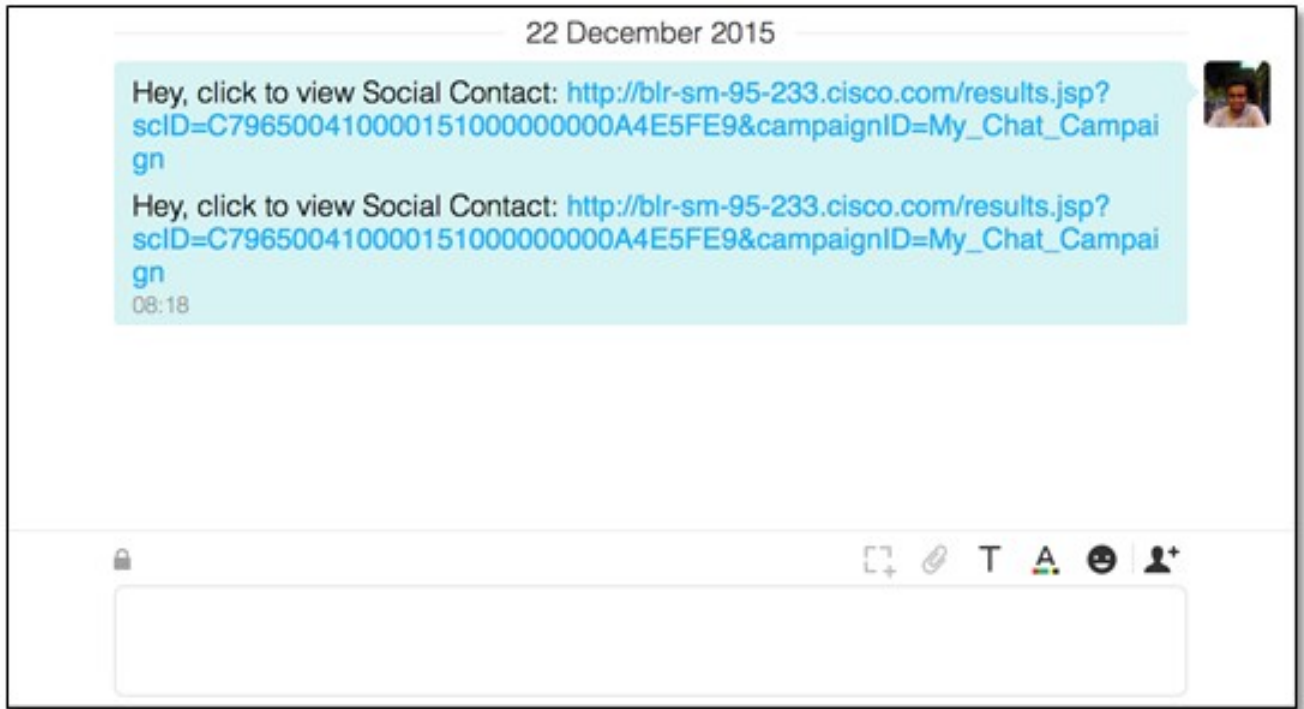 22 December 2015
Hey, click to view Social Contact: http://blr-sm-95-233.cisco.com/results.jsp?
scID=C7965004100001510000000000A4E5FE9&campaignID=My_Chat_Campai
gn
Hey, click to view Social Contact: http://blr-sm-95-233.cisco.com/results.jsp?
scID=C7965004100001510000000000A4E5FE9&campaignID=My_Chat_Campai
gn
08:18
T A